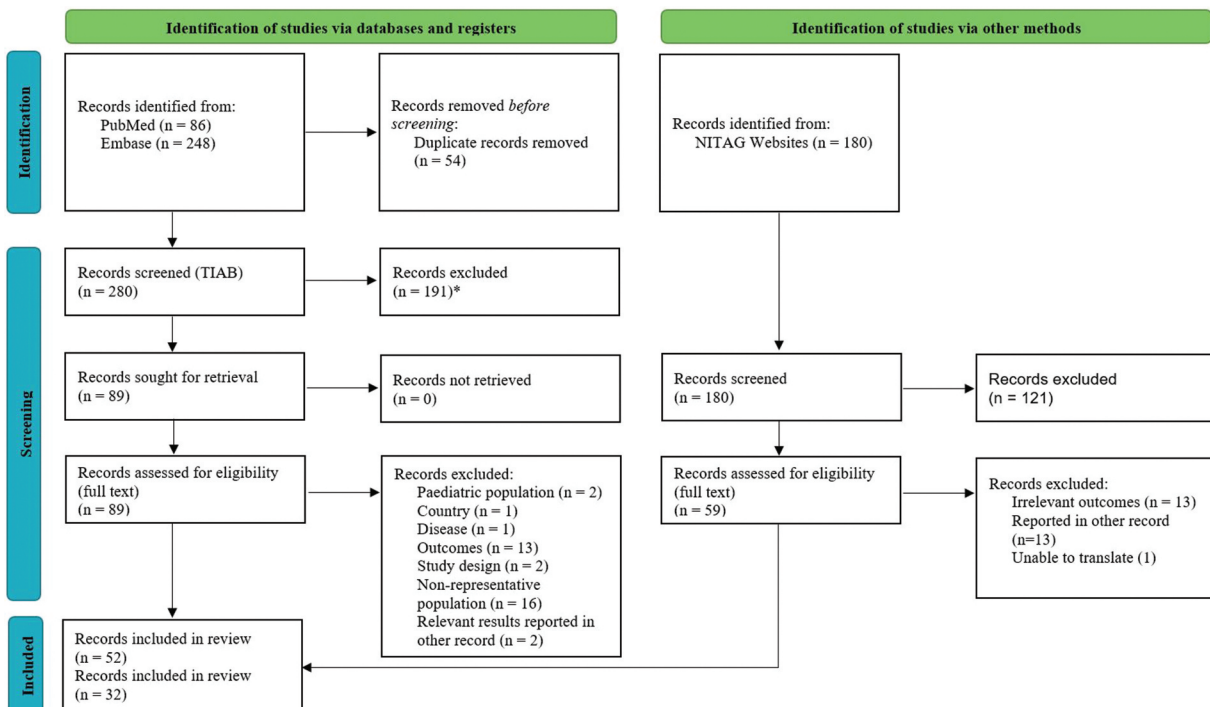 Identification of studies via databases and registers
Identification of studies via other methods
Identification
Records identified from:
PubMed (n = 86)
Embase (n = 248)
Records removed before
screening:
Duplicate records removed
(n = 54)
Records identified from:
NITAG Websites (n = 180)
Screening
Records screened (TIAB)
(n = 280)
Records excluded
(n = 191)*
Records sought for retrieval
(n = 89)
Records not retrieved
(n = 0)
Records screened
(n = 180)
Records excluded
(n = 121)
Records assessed for eligibility
(full text)
(n = 89)
Records excluded:
Paediatric population (n = 2)
Country (n = 1)
Disease (n = 1)
Outcomes (n = 13)
Study design (n = 2)
Non-representative
population (n = 16)
Relevant results reported in
other record (n = 2)
Records assessed for eligibility
(full text)
(n = 59)
Records excluded:
Irrelevant outcomes (n = 13)
Reported in other record
(n=13)
Unable to translate (1)
Included
Records included in review
(n = 52)
Records included in review
(n = 32)